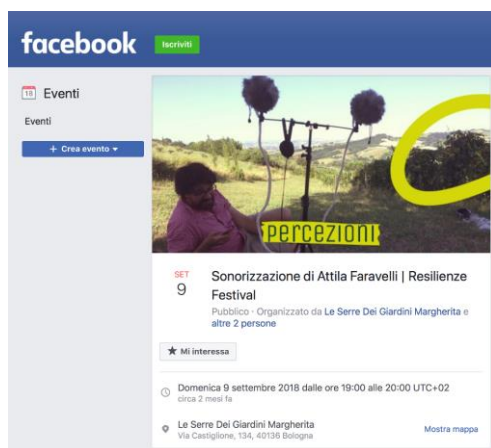 facebook
Iscriviti
18 Eventi
Eventi
+ Crea evento
PERCEZIONI
SET
9
Sonorizzazione di Attila Faravelli | Resilienze
Festival
Pubblico · Organizzato da Le Serre Dei Giardini Margherita e
altre 2 persone
★ Mi interessa
Domenica 9 settembre 2018 dalle ore 19:00 alle 20:00 UTC+02
circa 2 mesi fa
Le Serre Dei Giardini Margherita
Via Castiglione, 134, 40136 Bologna
Mostra mappa